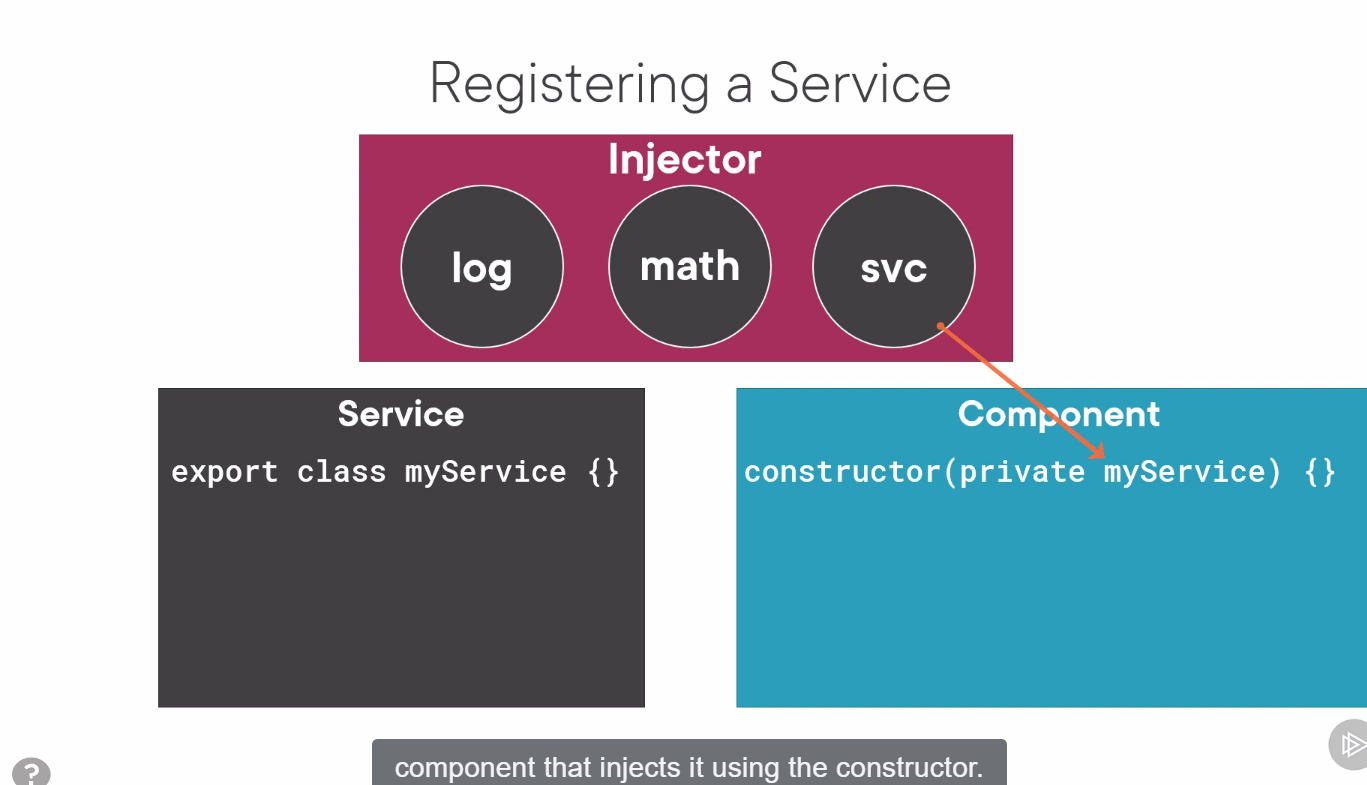 Registering a Service
Injector
log
math
svc
Service
export class myService {}
Component
constructor(private myService) {}
component that injects it using the constructor.
?